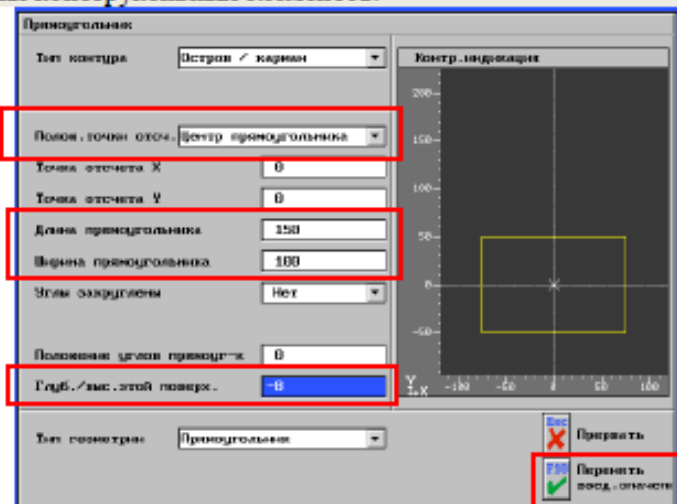 Прямоугольник
Тип контура Остров / карман
Контр.индикация
Полож.точки отсч. Центр прямоугольника
Точка отсчета X 0
Точка отсчета Y 0
Длина прямоугольника 150
Ширина прямоугольника 100
Углы закруглены Нет
Положение углов прямоуг-к 0
Глуб./выс.этой поверх. -8
Тип геометрии Прямоугольник
200
150
100
50
0
-50
Y
X -100 -50 0 50 100
Esc Прервать
F10 Перенять